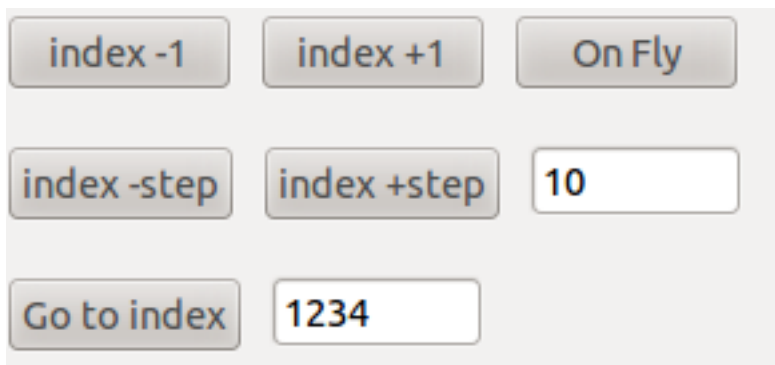 index -1 index +1 On Fly
index -step index +step 10
Go to index 1234